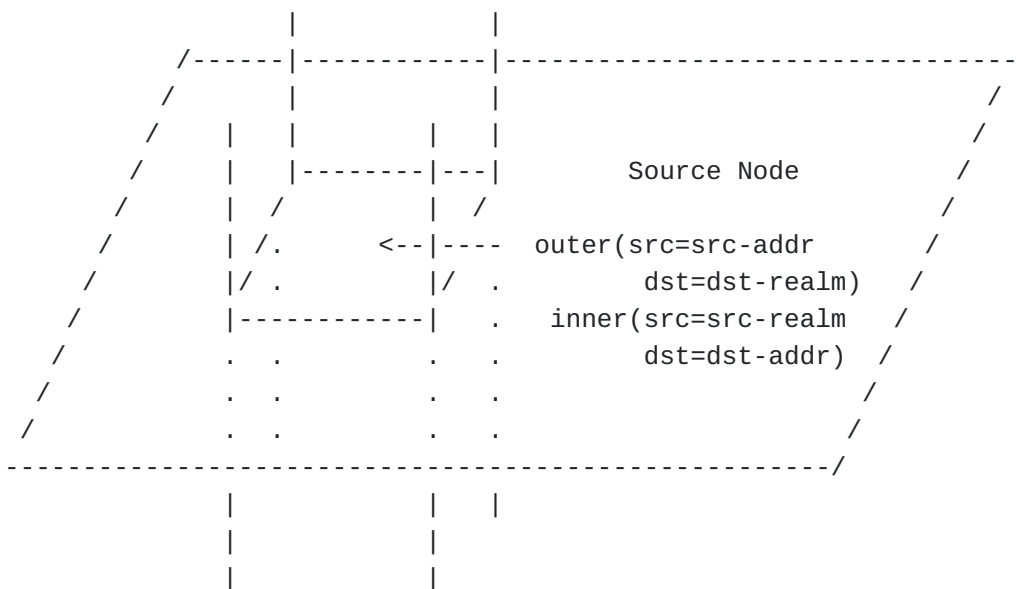 Source Node
<-- ---- outer(src=src-addr
dst=dst-realm)
inner(src=src-realm
dst=dst-addr)